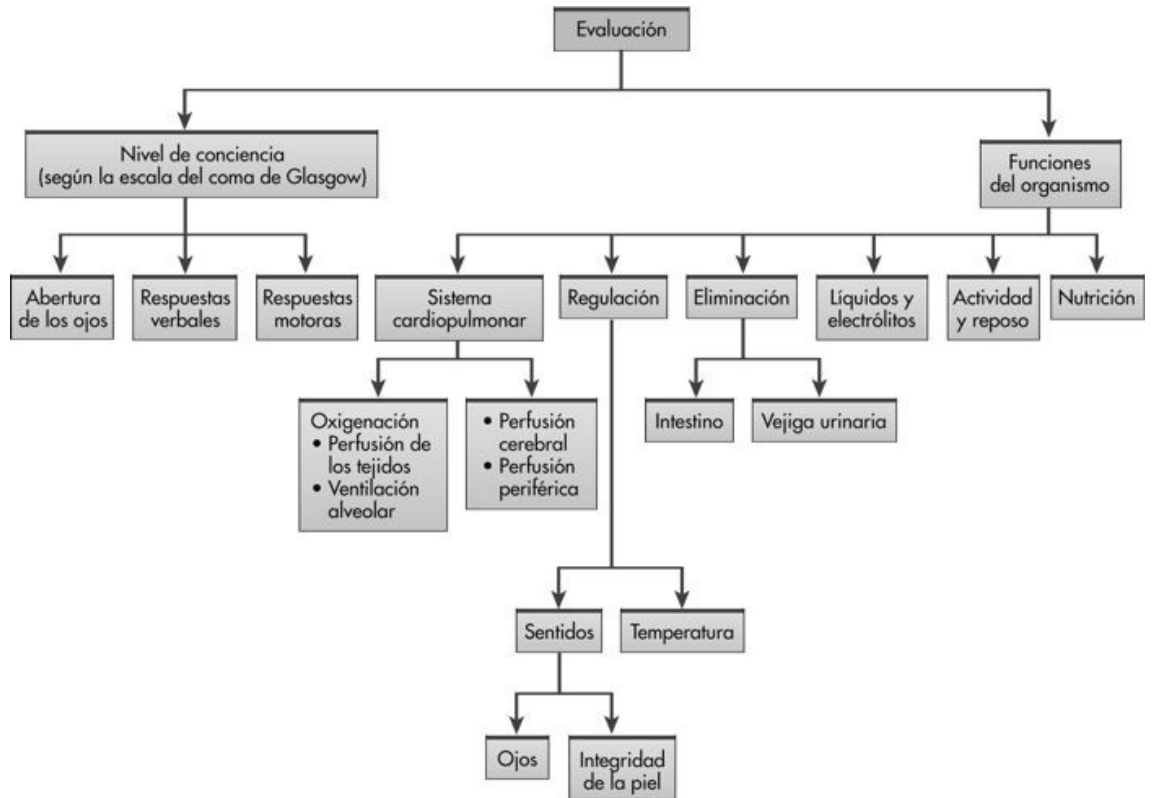 Evaluación
Nivel de conciencia
(según la escala del coma de Glasgow)
Funciones
del organismo
Abertura
de los ojos
Respuestas
verbales
Respuestas
motoras
Sistema
cardiopulmonar
Regulación
Eliminación
Líquidos y
electrólitos
Actividad
y reposo
Nutrición
Oxigenación
• Perfusión de
los tejidos
• Ventilación
alveolar
• Perfusión
cerebral
• Perfusión
periférica
Intestino
Vejiga urinaria
Sentidos
Temperatura
Ojos
Integridad
de la piel